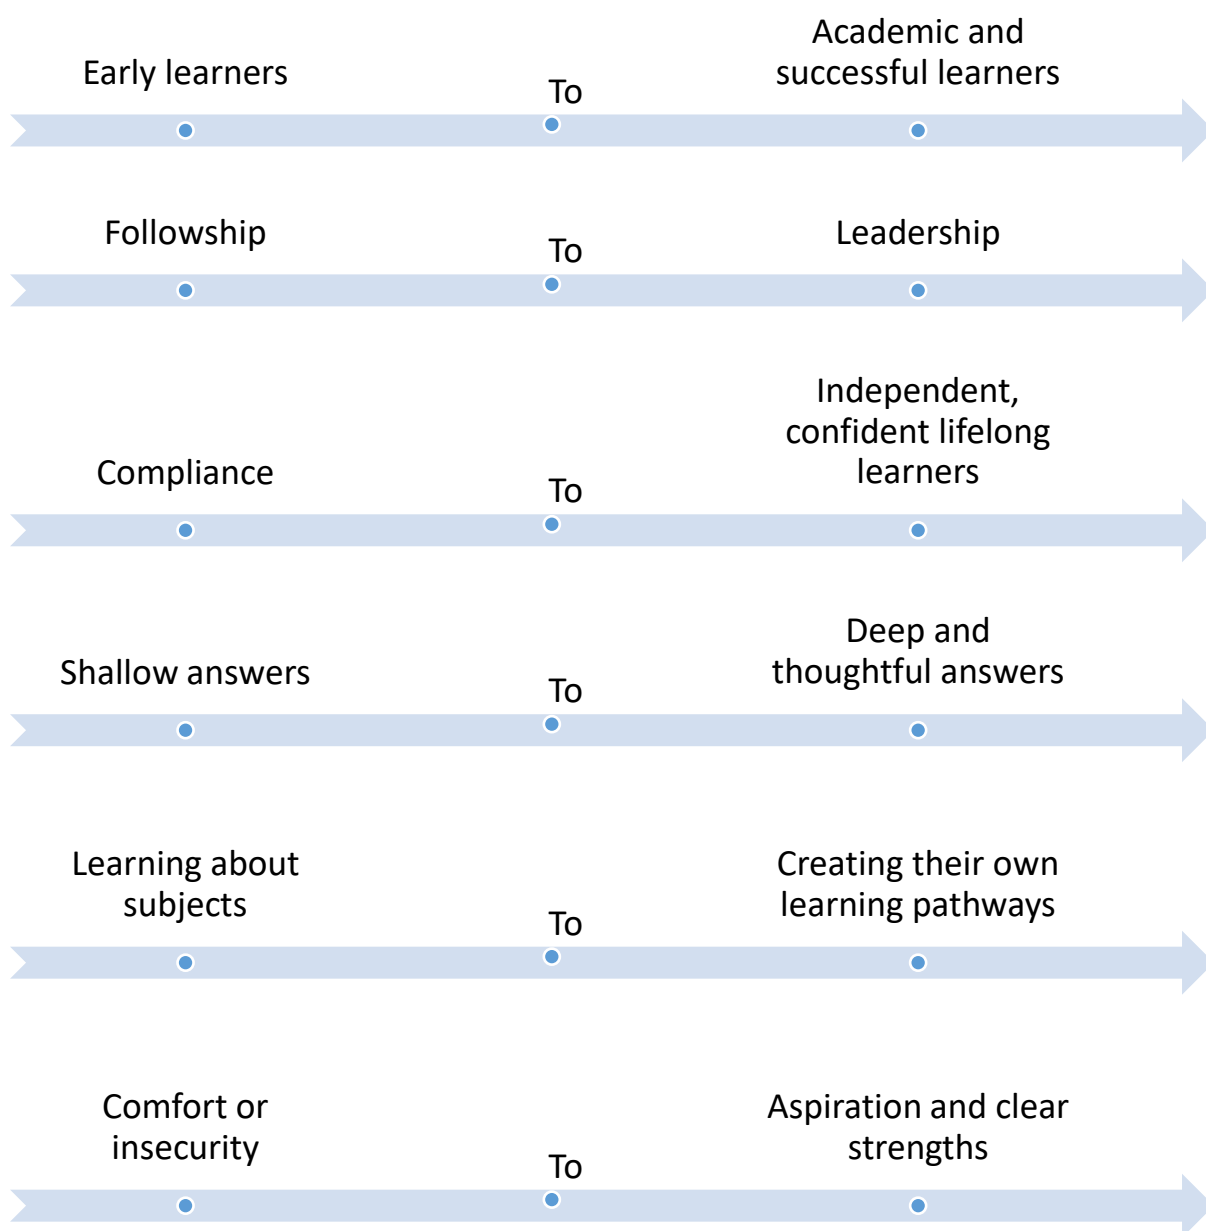 Early learners
To
Academic and
successful learners
Followship
To
Leadership
Compliance
To
Independent,
confident lifelong
learners
Shallow answers
To
Deep and
thoughtful answers
Learning about
subjects
To
Creating their own
learning pathways
Comfort or
insecurity
To
Aspiration and clear
strengths